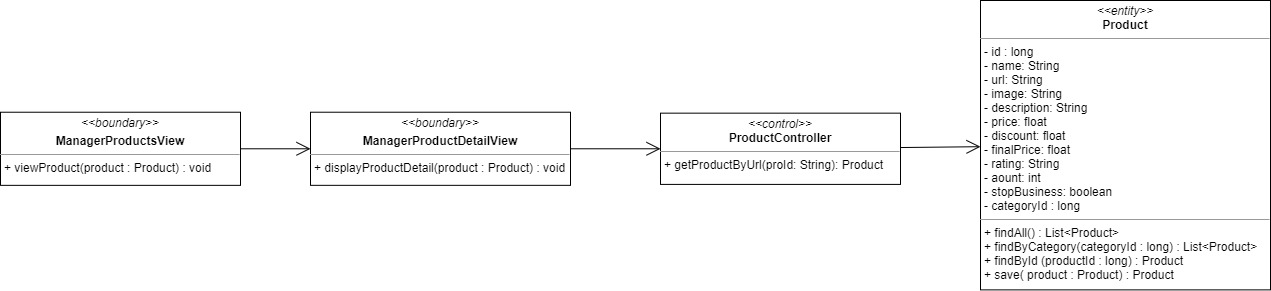 <<boundary>>
ManagerProductsView
+ viewProduct(product : Product) : void
<<boundary>>
ManagerProductDetailView
+ displayProductDetail(product : Product) : void
<<control>>
ProductController
+ getProductByUrl(proId: String): Product
<<entity>>
Product
- id : long
- name: String
- url: String
- image: String
- description: String
- price: float
- discount: float
- finalPrice: float
- rating: String
- aount: int
- stopBusiness: boolean
- categoryId : long
+ findAll() : List<Product>
+ findByCategory(categoryId : long) : List<Product>
+ findById (productId : long) : Product
+ save( product : Product) : Product